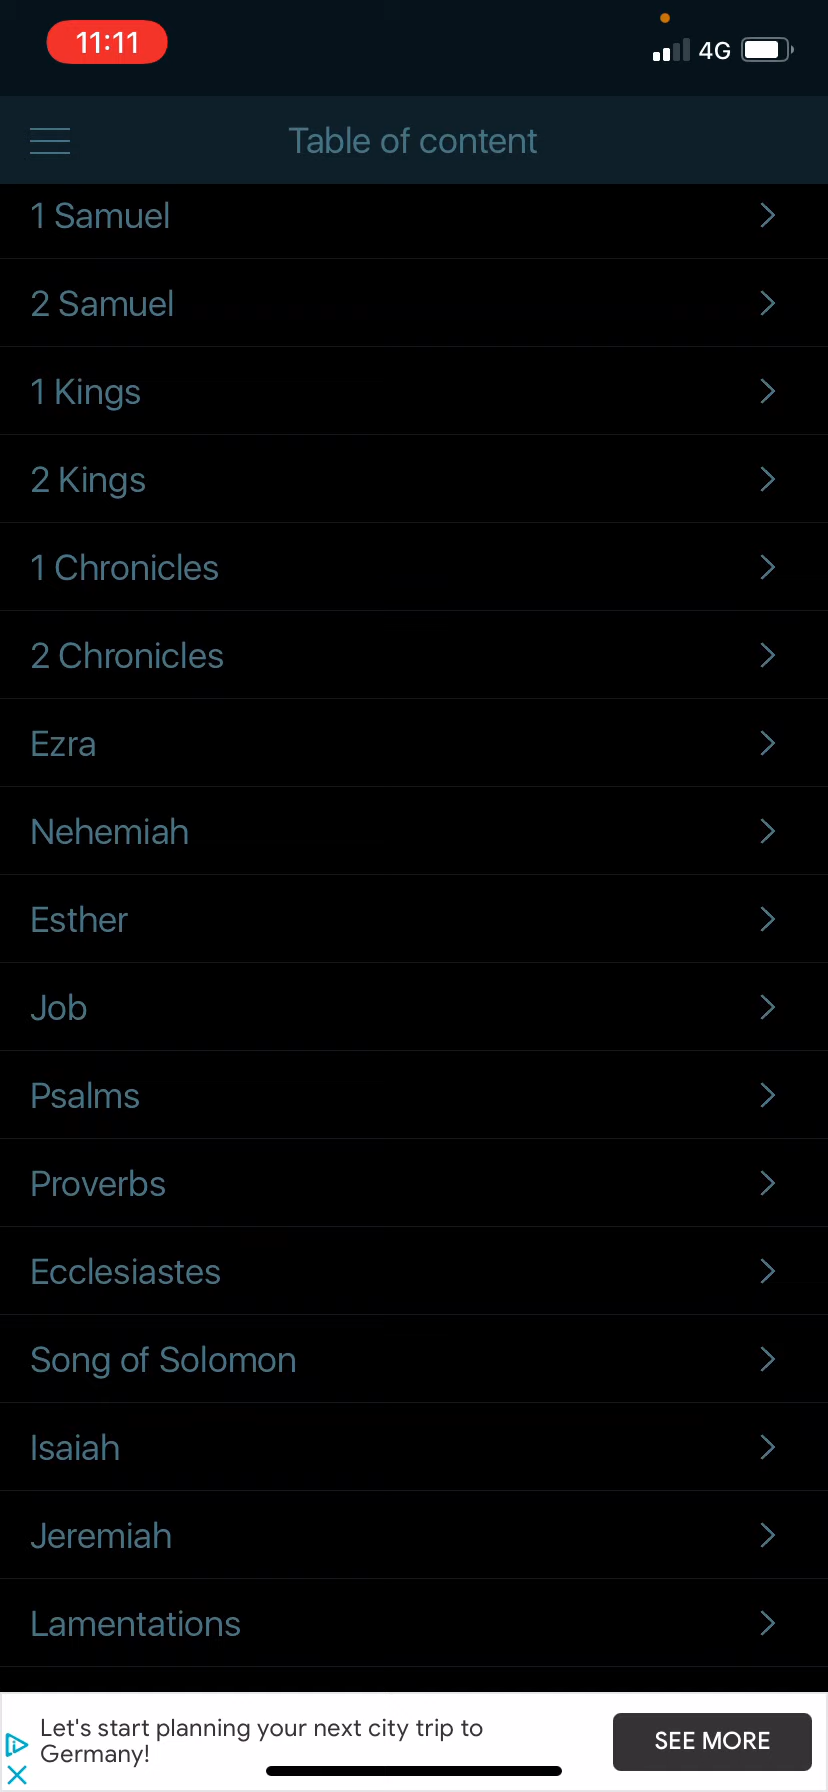 11:11
4G
Table of content
1 Samuel
2 Samuel
1 Kings
2 Kings
1 Chronicles
2 Chronicles
Ezra
Nehemiah
Esther
Job
Psalms
Proverbs
Ecclesiastes
Song of Solomon
Isaiah
Jeremiah
Lamentations
Let's start planning your next city trip to
Germany!
SEE MORE